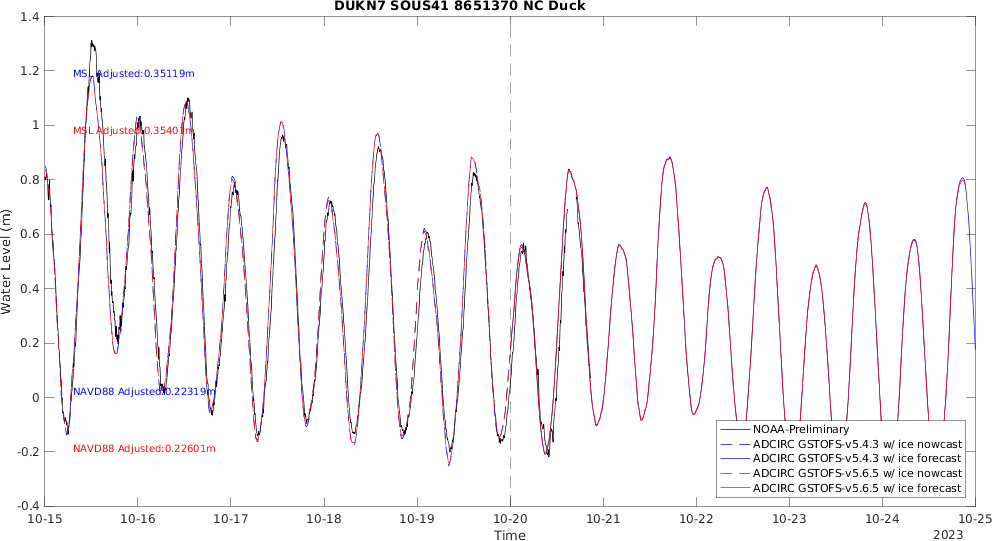 DUKN7 SOUS41 8651370 NC Duck
Water Level (m)
1.4
1.2
1
0.8
0.6
0.4
0.2
0
-0.2
-0.4
MSL Adjusted:0.35119m
MSL Adjusted:0.35401m
NAVD88 Adjusted:0.22319m
NAVD88 Adjusted:0.22601m
NOAA-Preliminary
ADCIRC GSTOFS-v5.4.3 w/ ice nowcast
ADCIRC GSTOFS-v5.4.3 w/ ice forecast
ADCIRC GSTOFS-v5.6.5 w/ ice nowcast
ADCIRC GSTOFS-v5.6.5 w/ ice forecast
10-15 10-16 10-17 10-18 10-19 10-20 10-21 10-22 10-23 10-24 10-25
Time
2023